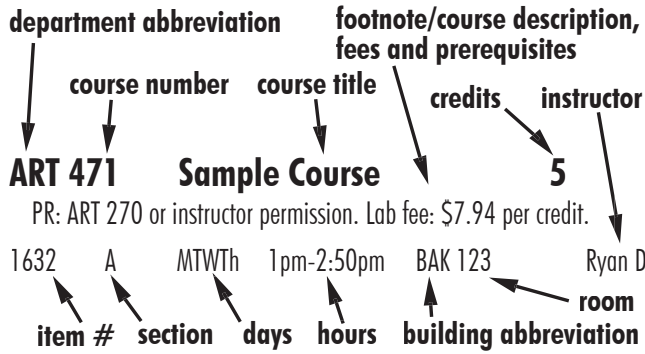 department abbreviation footnote/course description,
fees and prerequisites
course number course title
credits instructor
ART 471 Sample Course 5
PR: ART 270 or instructor permission. Lab fee: $7.94 per credit.
1632 A MTWTh 1pm-2:50pm BAK 123 Ryan D
room
item # section days hours building abbreviation